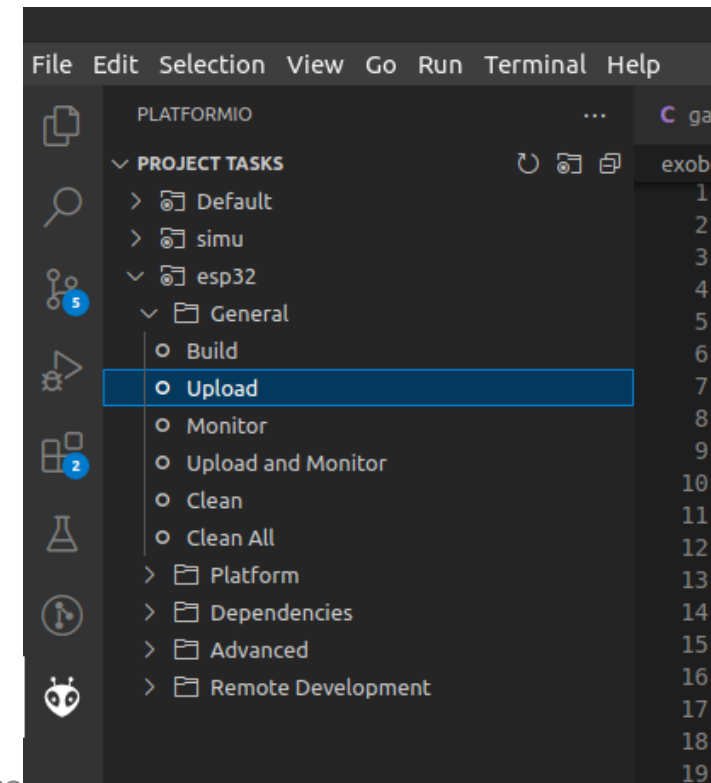 File Edit Selection View Go Run Terminal Help
PLATFORMIO ... C ga
PROJECT TASKS
exob
Default
simu
esp32
General
Build
Upload
Monitor
Upload and Monitor
Clean
Clean All
Platform
Dependencies
Advanced
Remote Development
5
2
1
2
3
4
5
6
7
8
9
10
11
12
13
14
15
16
17
18
19